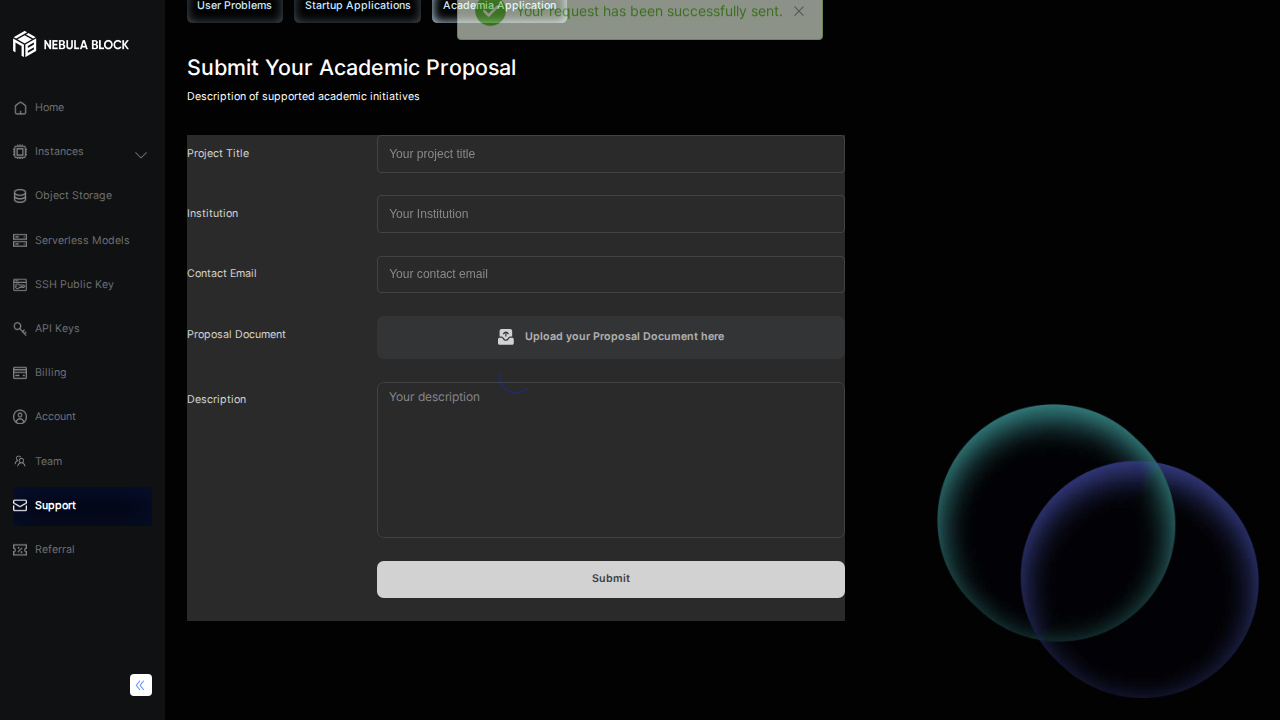 User Problems
Startup Applications
Academia Application
Your request has been successfully sent.
NEBULA BLOCK
Home
Instances
Object Storage
Serverless Models
SSH Public Key
API Keys
Billing
Account
Team
Support
Referral
Submit Your Academic Proposal
Description of supported academic initiatives
Project Title
Your project title
Institution
Your Institution
Contact Email
Your contact email
Proposal Document
Upload your Proposal Document here
Description
Your description
Submit